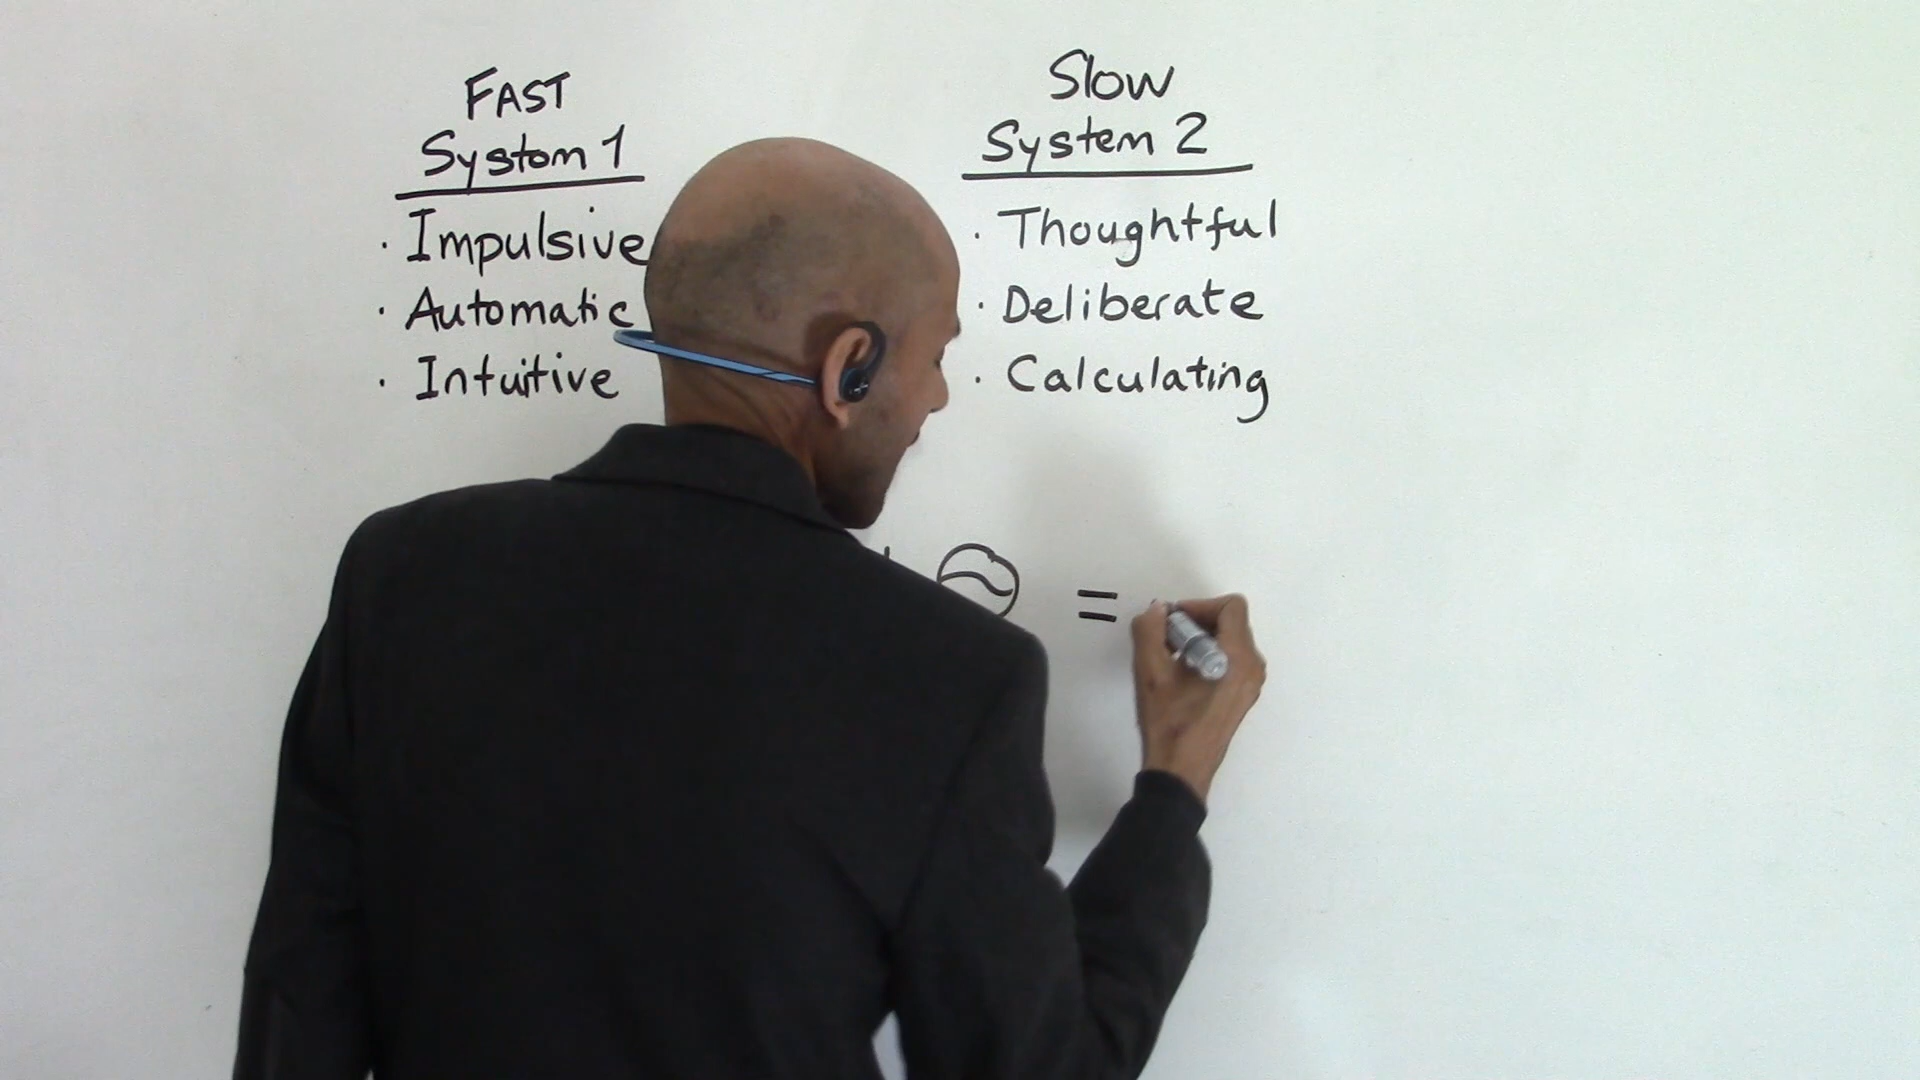 FAST
Systom 1
· Impulsive
· Automatic
· Intuitive
Slow
System 2
· Thoughtful
· Deliberate
· Calculating
=